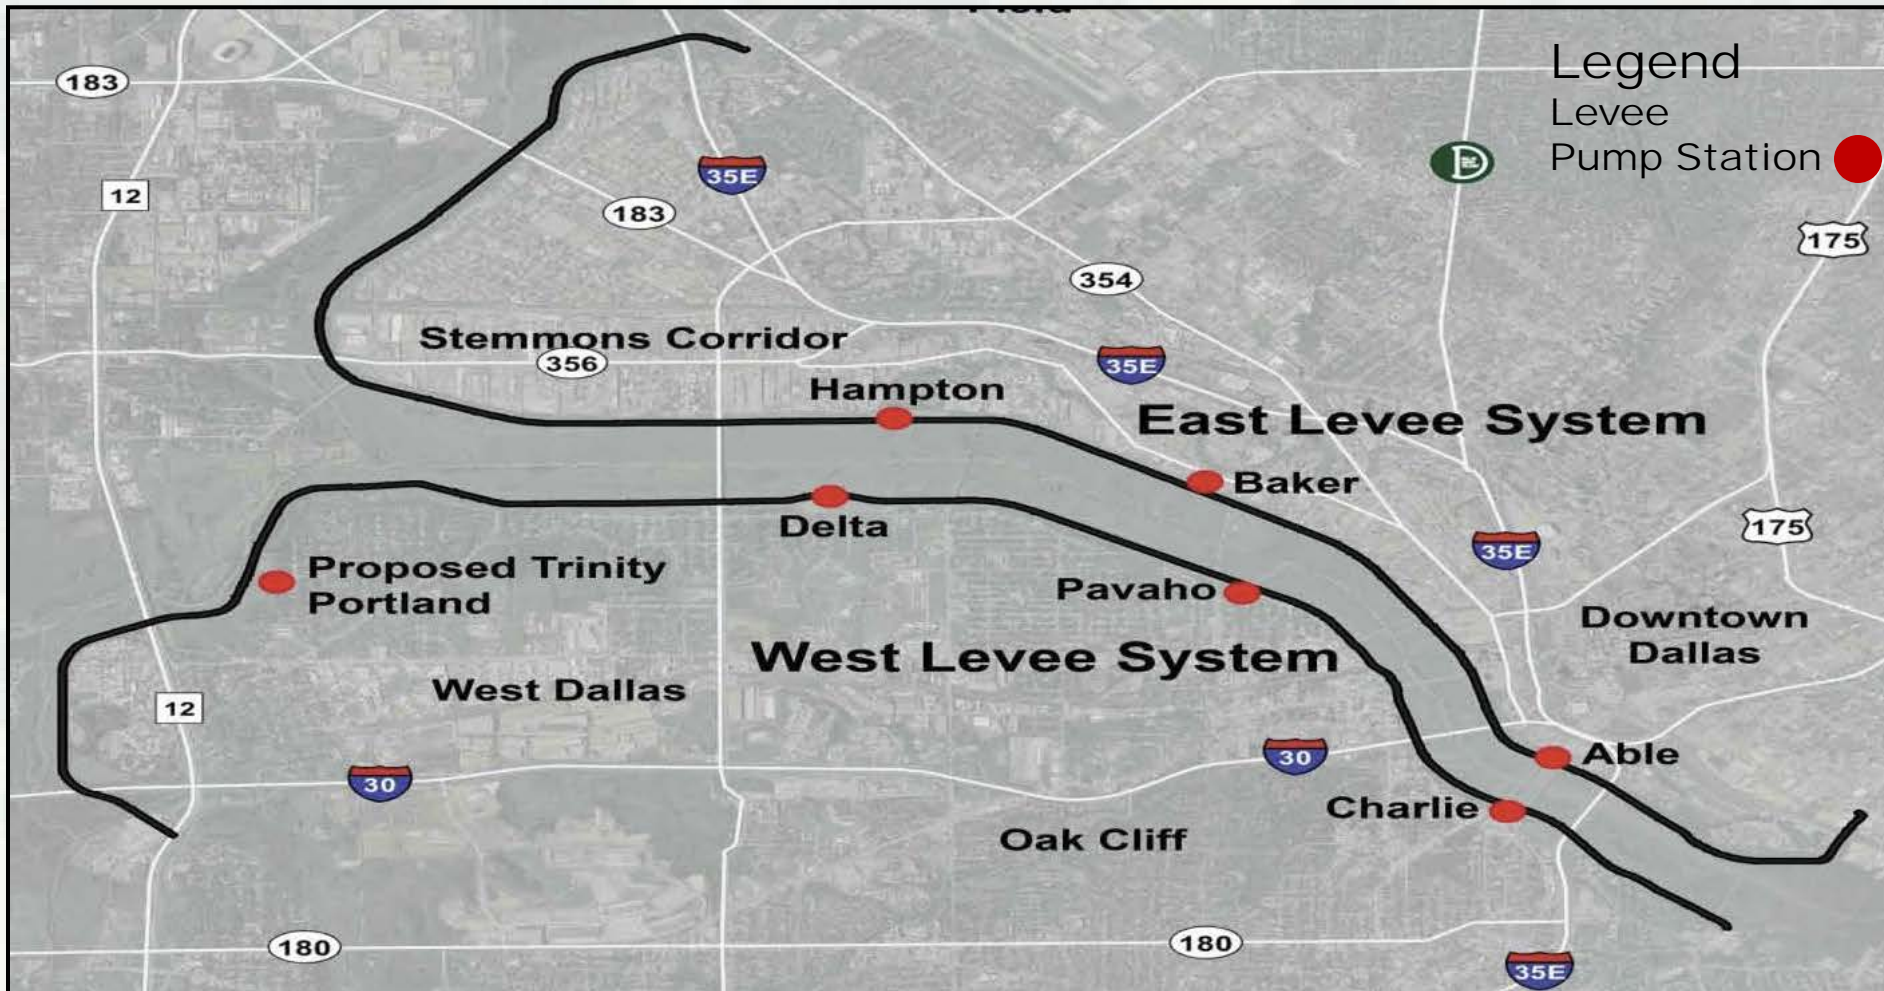 Legend
Levee
Pump Station
183
12
35E
183
175
354
Stemmons Corridor
356
35E
Hampton
East Levee System
Baker
Delta
175
35E
Proposed Trinity
Portland
Pavaho
Downtown
Dallas
West Levee System
West Dallas
12
30
30
Able
Charlie
Oak Cliff
180
180
35E